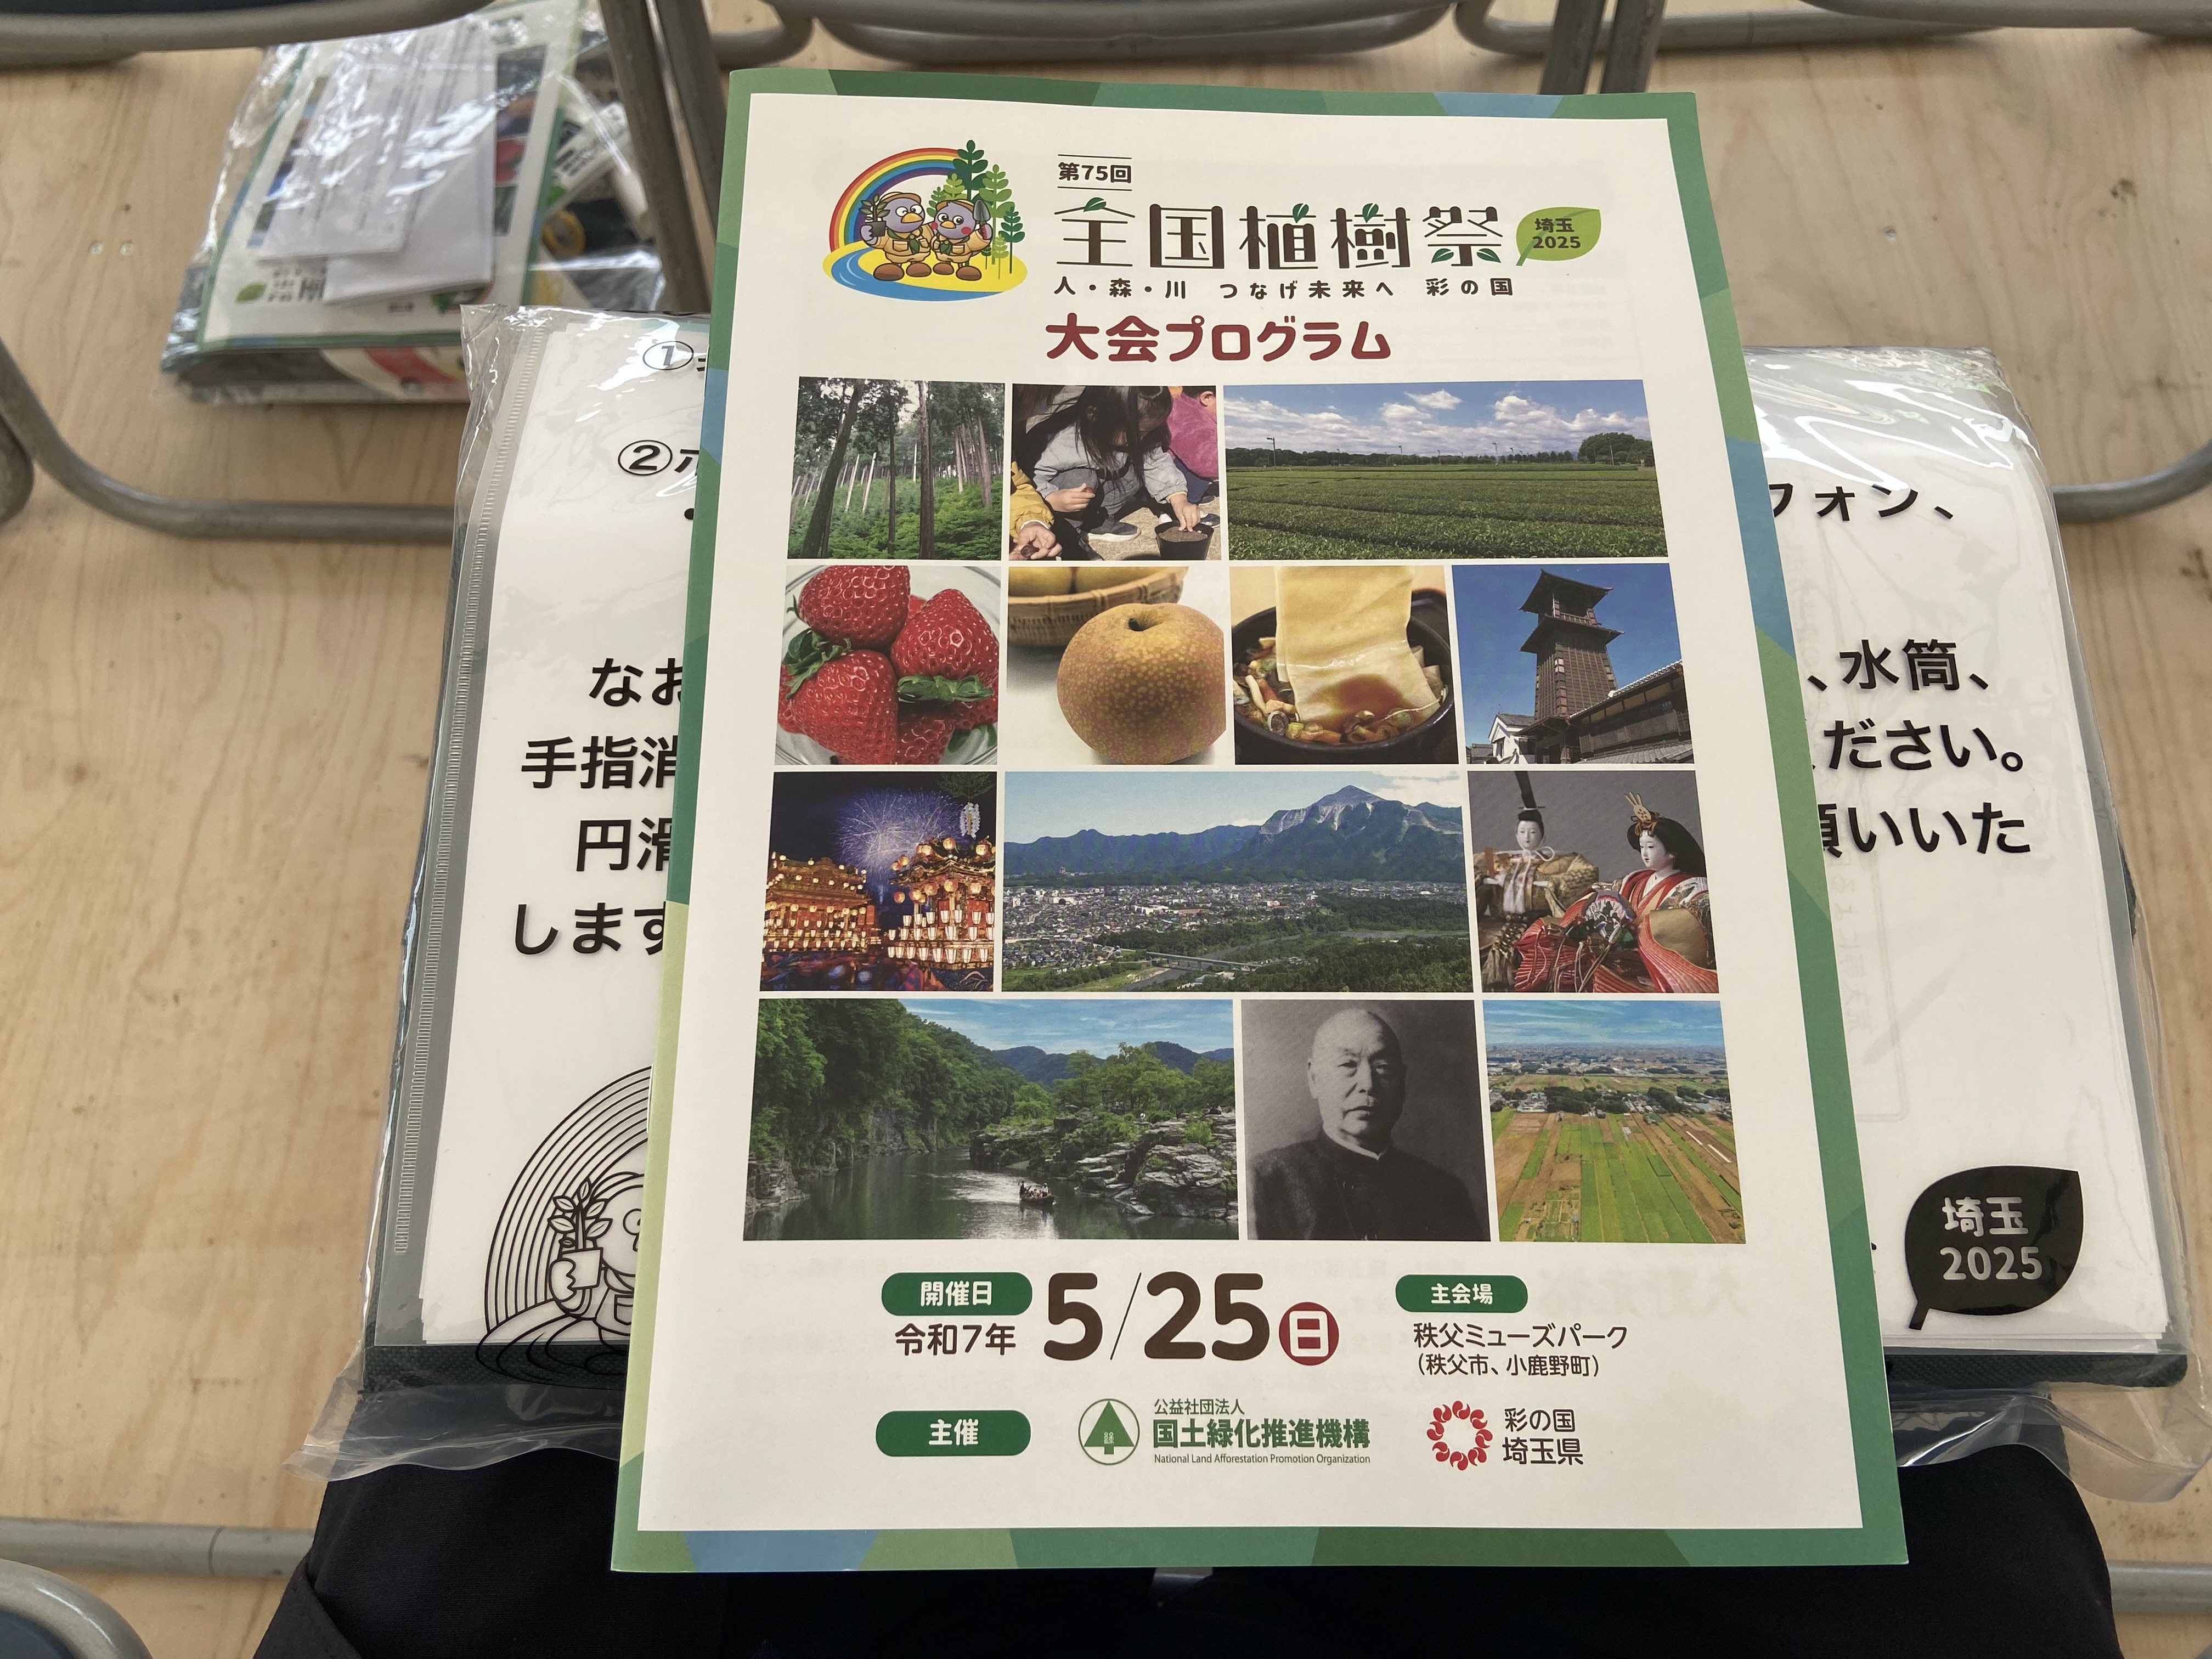 第75回
全国植樹祭
埼玉
2025
人・森・川 つなげ未来へ 彩の国
大会プログラム
開催日
令和7年
5/25日
主会場
秩父ミューズパーク
(秩父市、小鹿野町)
主催
公益社団法人
国土緑化推進機構
National Land Afforestation Promotion Organization
彩の国
埼玉県
①
②
なお
手指消
円滑
します
フォン、
、水筒、
ださい。
願いいた
埼玉
2025